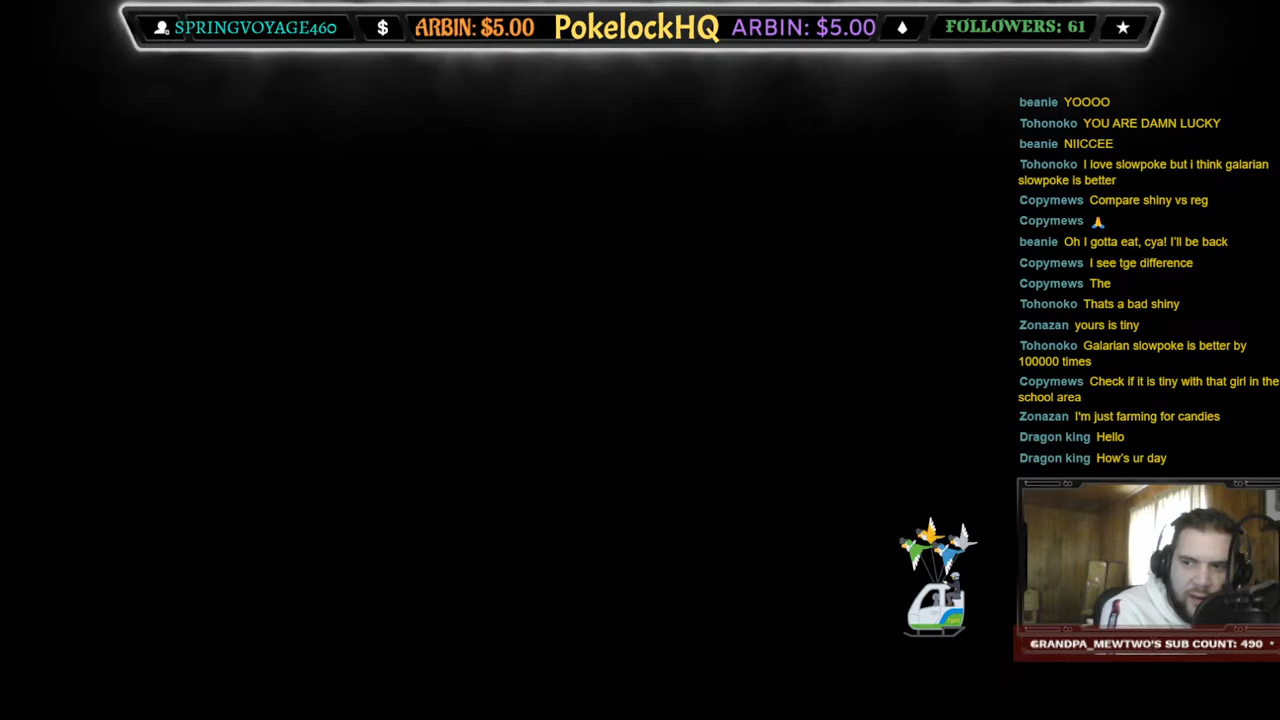 SPRINGVOYAGE460 $ ARBIN: $5.00 PokelockHQ ARBIN: $5.00 FOLLOWERS: 61
beanie YOOOO
Tohonoko YOU ARE DAMN LUCKY
beanie NIICCEE
Tohonoko I love slowpoke but i think galarian
slowpoke is better
Copymews Compare shiny vs reg
Copymews 🙏
beanie Oh I gotta eat, cya! I'll be back
Copymews I see tge difference
Copymews The
Tohonoko Thats a bad shiny
Zonazan yours is tiny
Tohonoko Galarian slowpoke is better by
100000 times
Copymews Check if it is tiny with that girl in the
school area
Zonazan I'm just farming for candies
Dragon king Hello
Dragon king How's ur day
GRANDPA_MEWTWO'S SUB COUNT: 490 *